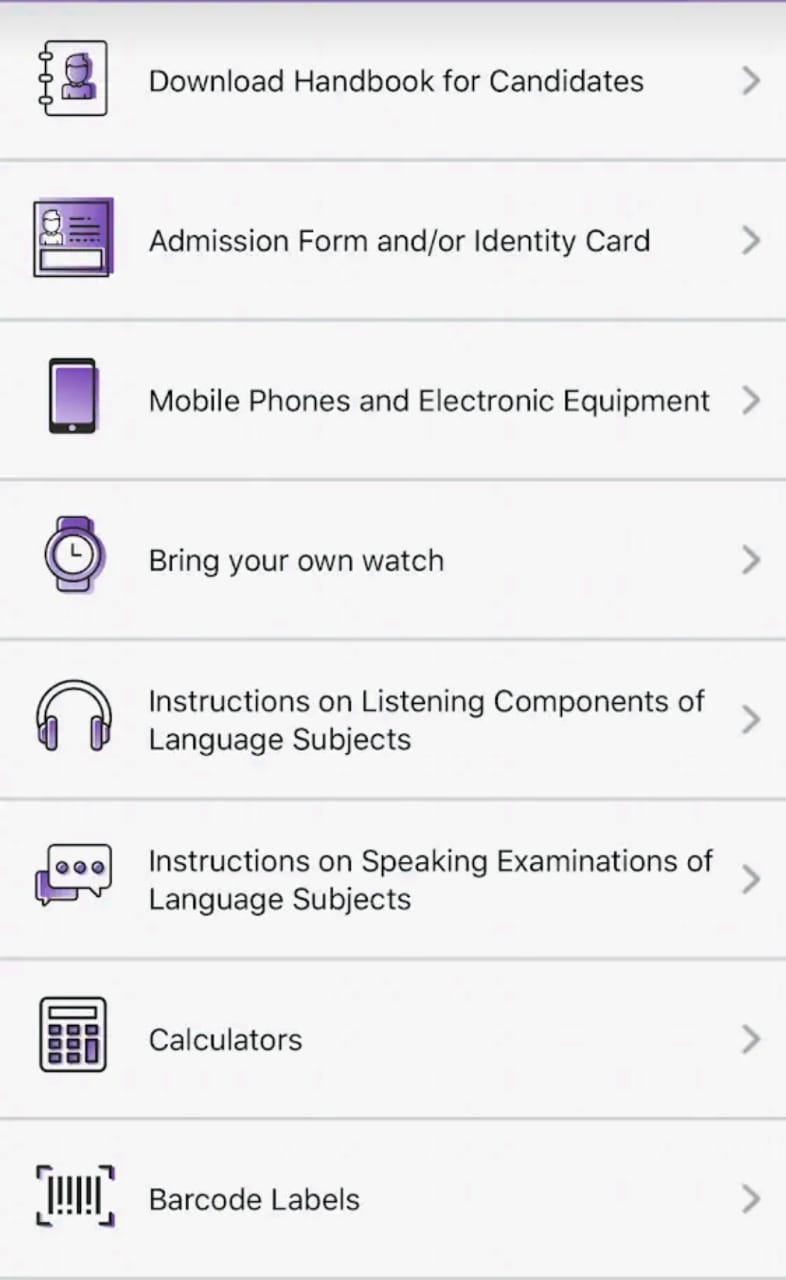 Download Handbook for Candidates
Admission Form and/or Identity Card
Mobile Phones and Electronic Equipment
Bring your own watch
Instructions on Listening Components of
Language Subjects
Instructions on Speaking Examinations of
Language Subjects
Calculators
Barcode Labels